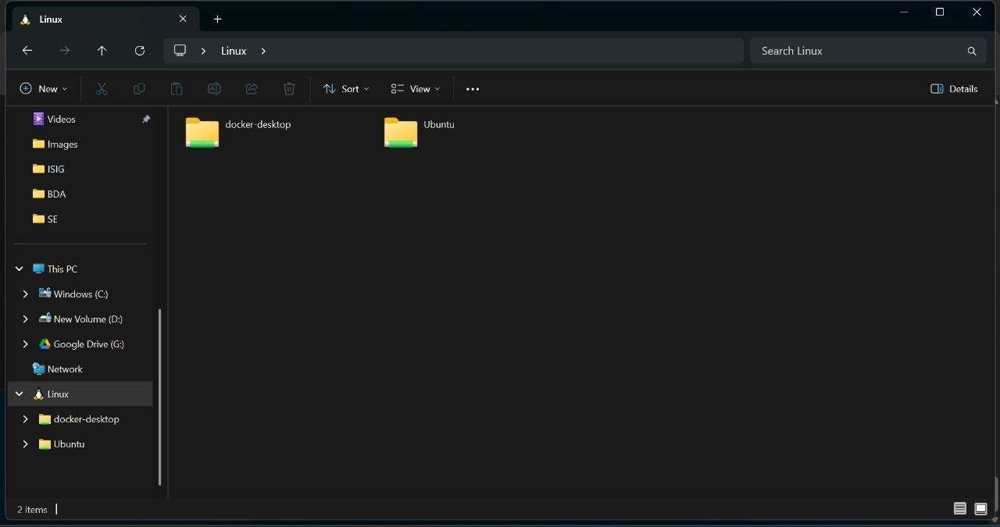 Linux
Linux
Search Linux
New
Sort
View
Details
Videos
Images
ISIG
BDA
SE
This PC
Windows (C:)
New Volume (D:)
Google Drive (G:)
Network
Linux
docker-desktop
Ubuntu
docker-desktop
Ubuntu
2 items